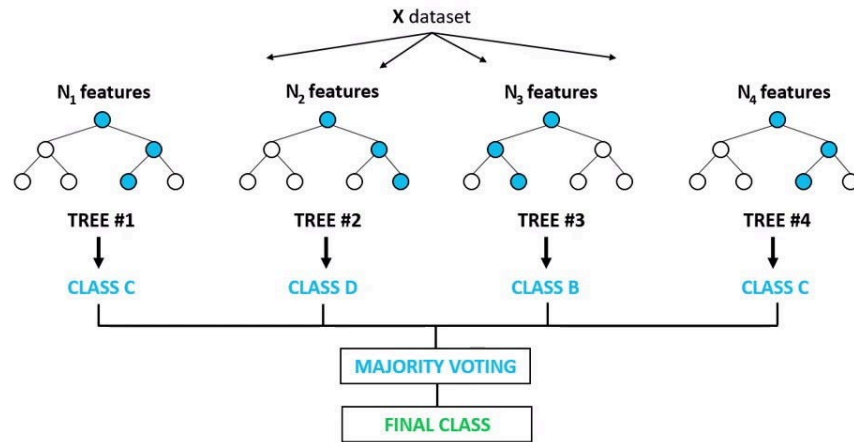 X dataset
N₁ features N₂ features N₃ features N₄ features
TREE #1 TREE #2 TREE #3 TREE #4
CLASS C CLASS D CLASS B CLASS C
MAJORITY VOTING
FINAL CLASS